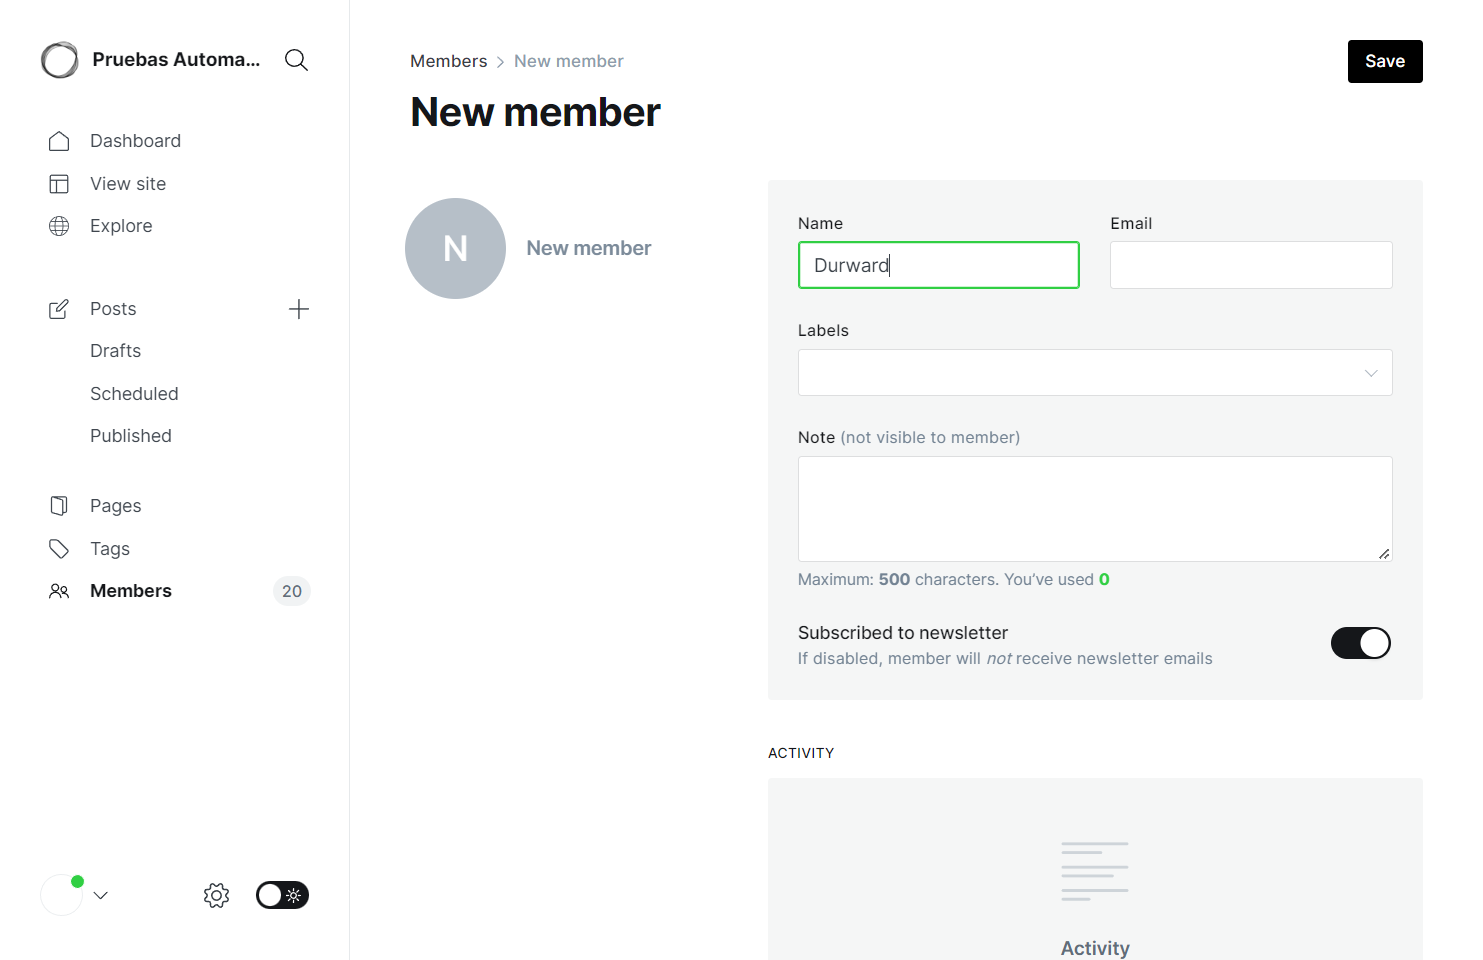 Pruebas Automa...
Dashboard
View site
Explore
Posts
Drafts
Scheduled
Published
Pages
Tags
Members
20
Members > New member
Save
New member
N
New member
Name
Durward
Email
Labels
Note (not visible to member)
Maximum: 500 characters. You’ve used 0
Subscribed to newsletter
If disabled, member will not receive newsletter emails
ACTIVITY
Activity